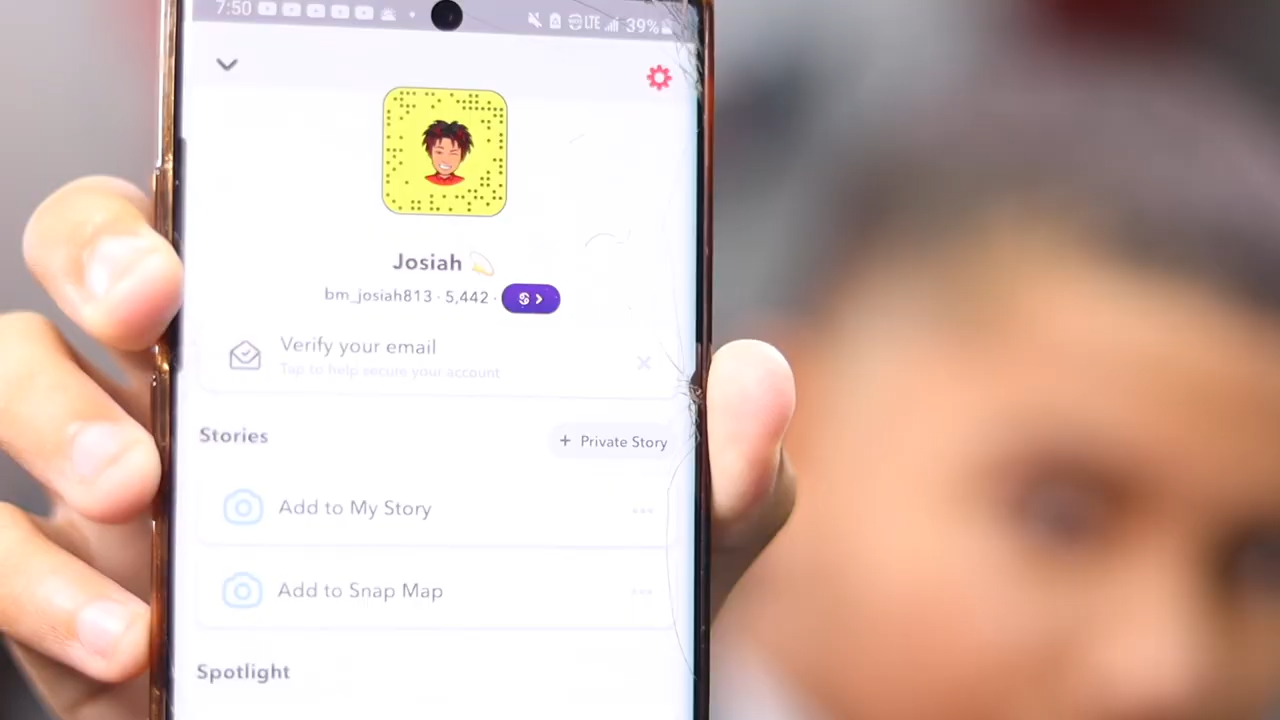 7:50 LTE 39%
Josiah
bm_josiah813 · 5,442 ·
Verify your email
Tap to help secure your account
Stories
+ Private Story
Add to My Story
Add to Snap Map
Spotlight